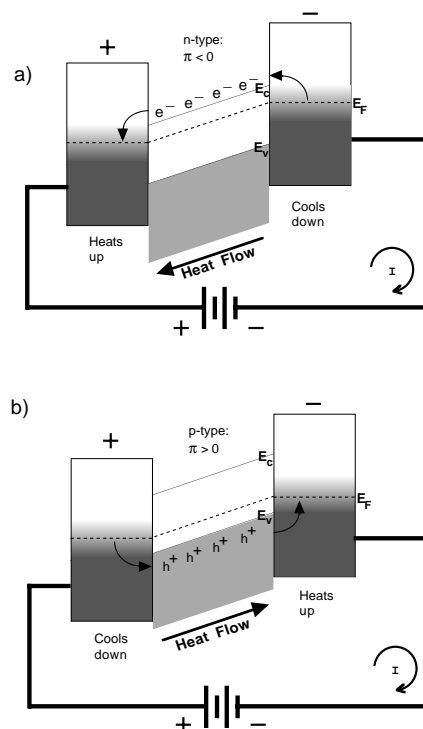 a)
+
−
n-type:
π < 0
e⁻ e⁻ e⁻ e⁻
E_c
E_F
E_v
Heats
up
Cools
down
Heat Flow
I
+
−
b)
+
−
p-type:
π > 0
E_c
E_F
E_v
h⁺ h⁺ h⁺ h⁺
Cools
down
Heats
up
Heat Flow
I
+
−